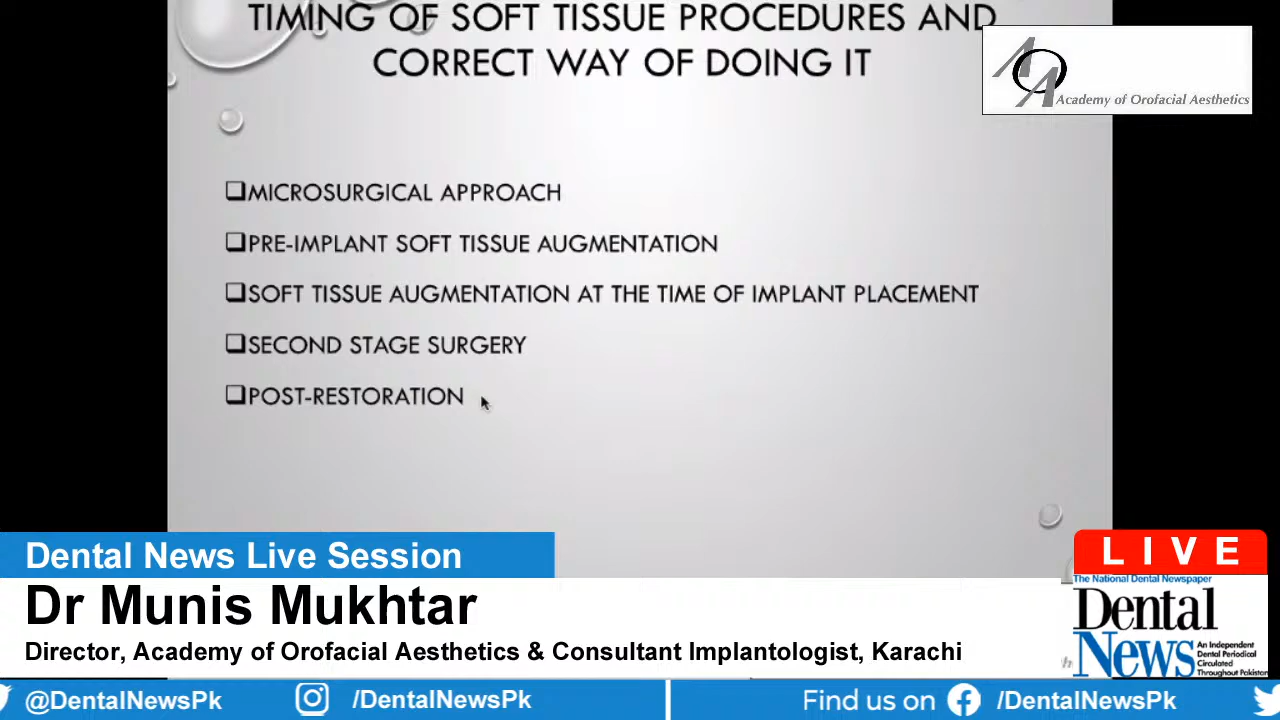 TIMING OF SOFT TISSUE PROCEDURES AND
CORRECT WAY OF DOING IT
AOA
Academy of Orofacial Aesthetics
❑MICROSURGICAL APPROACH
❑PRE-IMPLANT SOFT TISSUE AUGMENTATION
❑SOFT TISSUE AUGMENTATION AT THE TIME OF IMPLANT PLACEMENT
❑SECOND STAGE SURGERY
❑POST-RESTORATION
Dental News Live Session
LIVE
Dr Munis Mukhtar
Director, Academy of Orofacial Aesthetics & Consultant Implantologist, Karachi
The National Dental Newspaper
Dental
News
An Independent
Dental Periodical
Circulated
Throughout Pakistan
@DentalNewsPk
/DentalNewsPk
Find us on
/DentalNewsPk